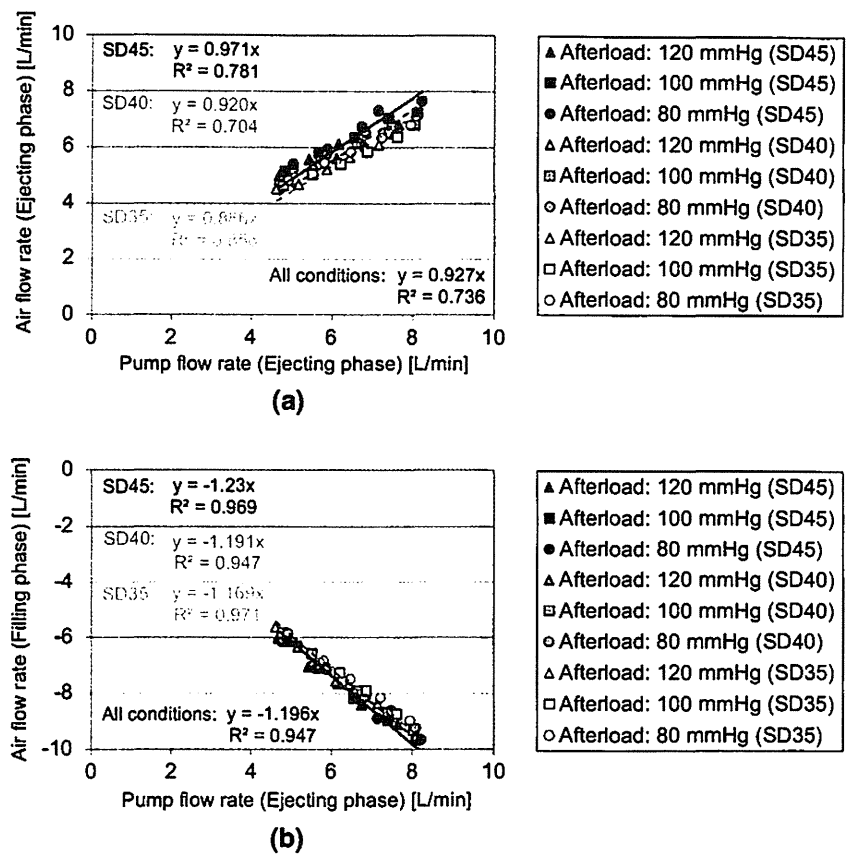 10
8
6
4
2
0
Air flow rate (Ejecting phase) [L/min]
SD45: y = 0.971x
R² = 0.781
SD40: y = 0.920x
R² = 0.704
SD35: y = 0.886x
R²
All conditions: y = 0.927x
R² = 0.736
0 2 4 6 8 10
Pump flow rate (Ejecting phase) [L/min]
Afterload: 120 mmHg (SD45)
Afterload: 100 mmHg (SD45)
Afterload: 80 mmHg (SD45)
Afterload: 120 mmHg (SD40)
Afterload: 100 mmHg (SD40)
Afterload: 80 mmHg (SD40)
Afterload: 120 mmHg (SD35)
Afterload: 100 mmHg (SD35)
Afterload: 80 mmHg (SD35)
(a)
0
-2
-4
-6
-8
-10
Air flow rate (Filling phase) [L/min]
SD45: y = -1.23x
R² = 0.969
SD40: y = -1.191x
R² = 0.947
SD35 y = -1.169x
R² = 0.971
All conditions: y = -1.196x
R² = 0.947
0 2 4 6 8 10
Pump flow rate (Ejecting phase) [L/min]
Afterload: 120 mmHg (SD45)
Afterload: 100 mmHg (SD45)
Afterload: 80 mmHg (SD45)
Afterload: 120 mmHg (SD40)
Afterload: 100 mmHg (SD40)
Afterload: 80 mmHg (SD40)
Afterload: 120 mmHg (SD35)
Afterload: 100 mmHg (SD35)
Afterload: 80 mmHg (SD35)
(b)